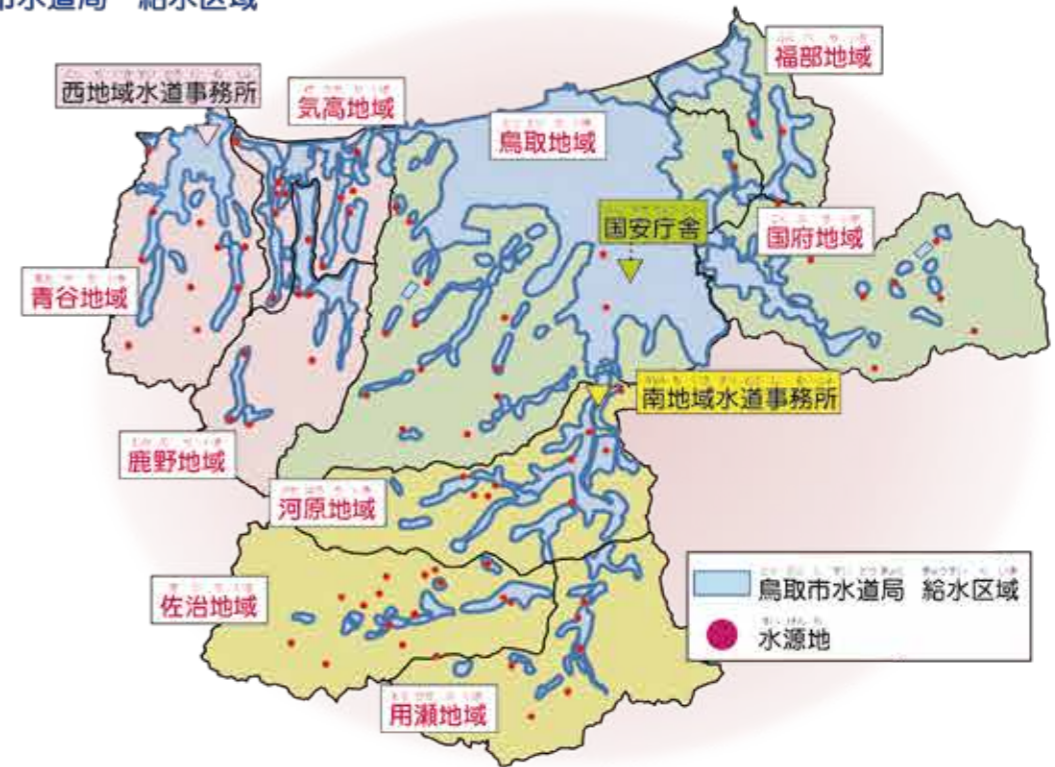 市水道局 給水区域
福部地域
西地域水道事務所
気高地域
鳥取地域
国安庁舎
国府地域
青谷地域
南地域水道事務所
鹿野地域
河原地域
佐治地域
鳥取市水道局 給水区域
水源地
用瀬地域